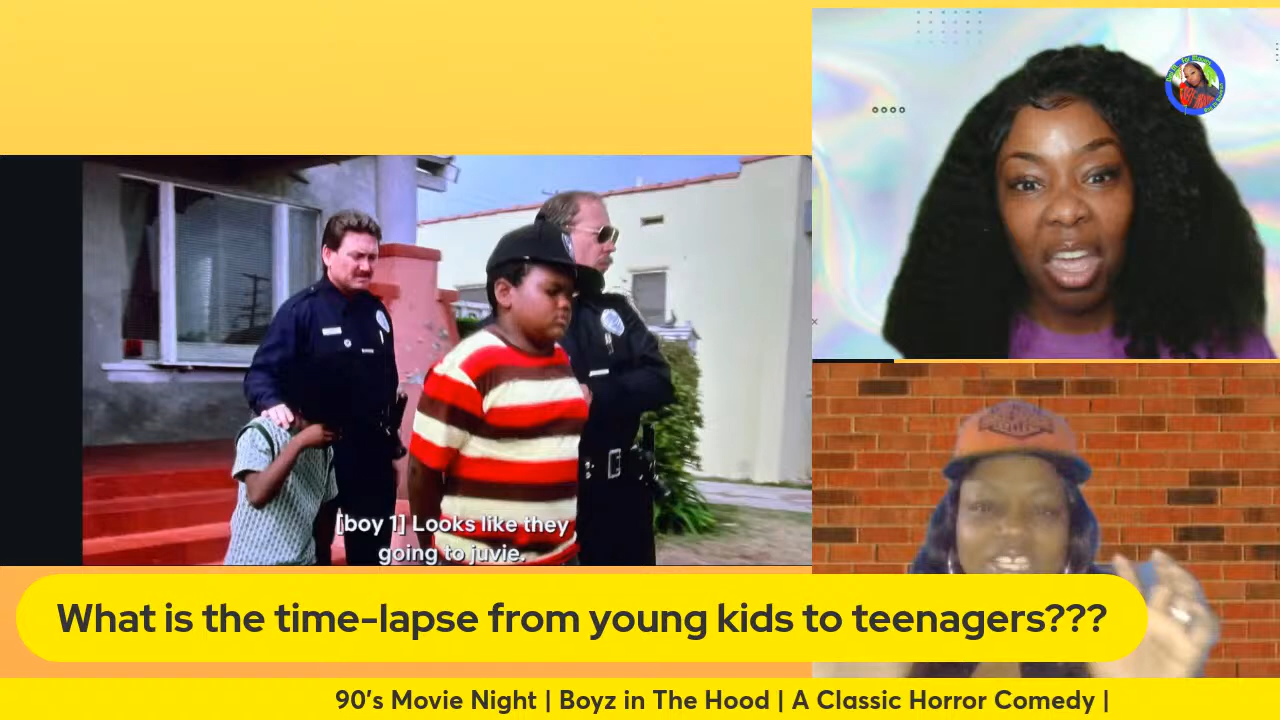 [boy 1] Looks like they
going to juvie.
What is the time-lapse from young kids to teenagers???
90's Movie Night | Boyz in The Hood | A Classic Horror Comedy |